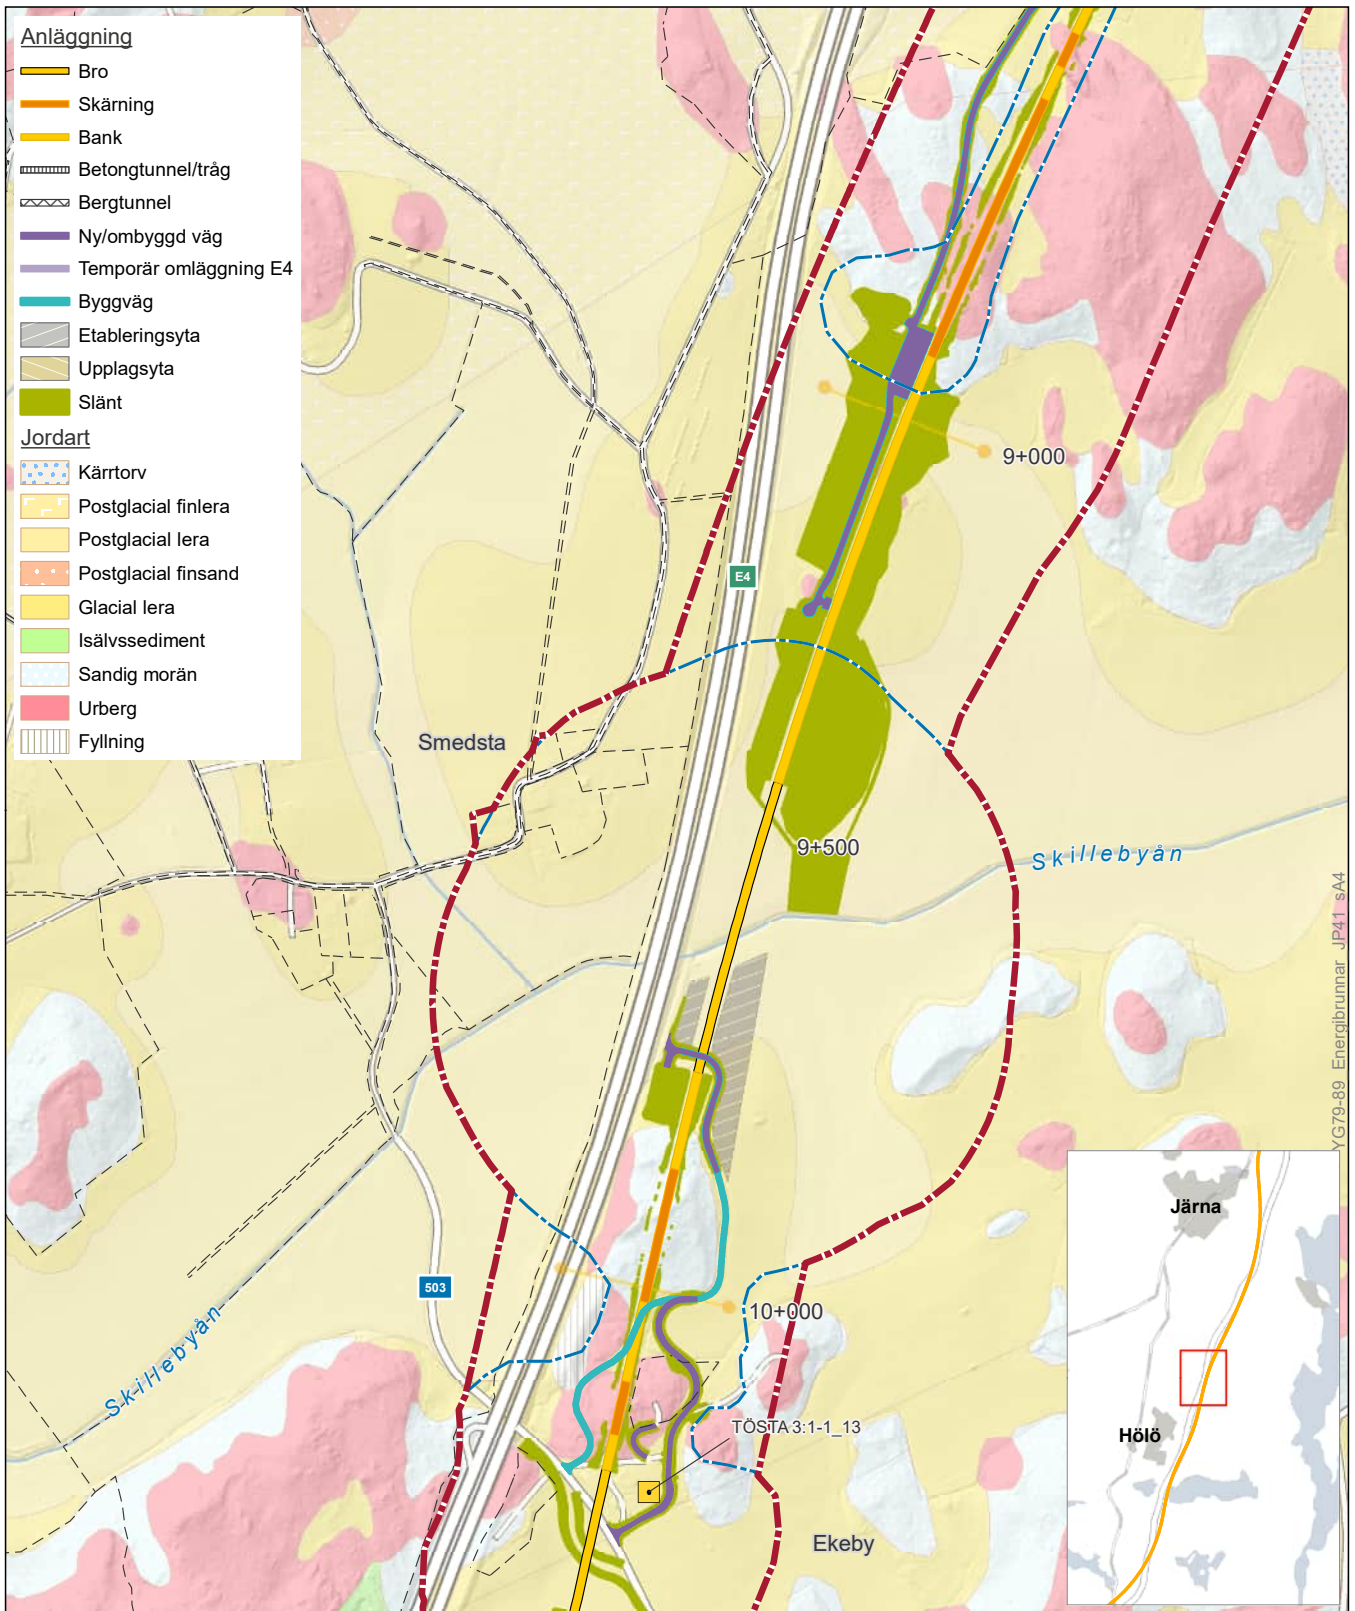 Anläggning
Bro
Skärning
Bank
Betongtunnel/tråg
Bergtunnel
Ny/ombyggd väg
Temporär omläggning E4
Byggväg
Etableringsyta
Upplagsyta
Slänt
Jordart
Kärrtorv
Postglacial finlera
Postglacial lera
Postglacial finsand
Glacial lera
Isälvssediment
Sandig morän
Urberg
Fyllning
9+000
E4
Smedsta
9+500
Skillebyån
YG79-89 Energibrunnar JP41 sA4
Järna
503
10+000
Skillebyån
Hölö
TÖSTA 3:1-1_13
Ekeby